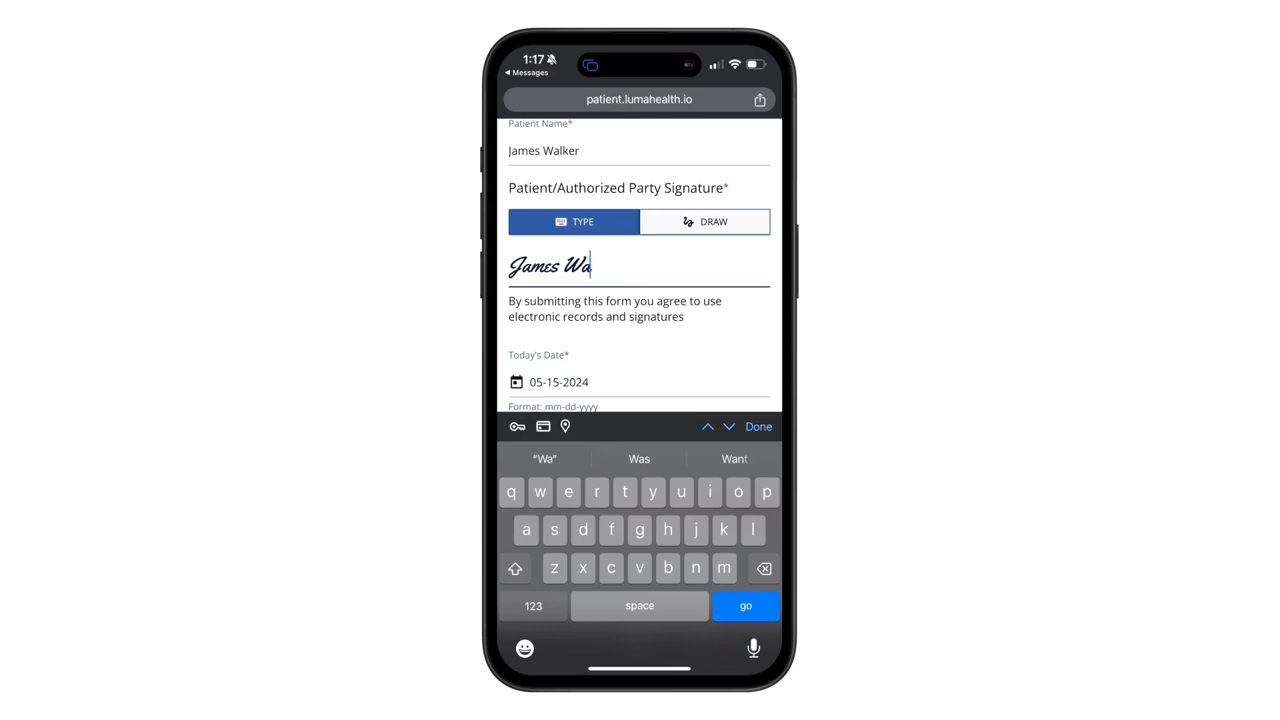 1:17
Messages
patient.lumahealth.io
Patient Name*
James Walker
Patient/Authorized Party Signature*
TYPE
DRAW
James Wa
By submitting this form you agree to use
electronic records and signatures
Today's Date*
05-15-2024
Format: mm-dd-yyyy
Done
“Wa” Was Want
q w e r t y u i o p
a s d f g h j k l
z x c v b n m
123 space go